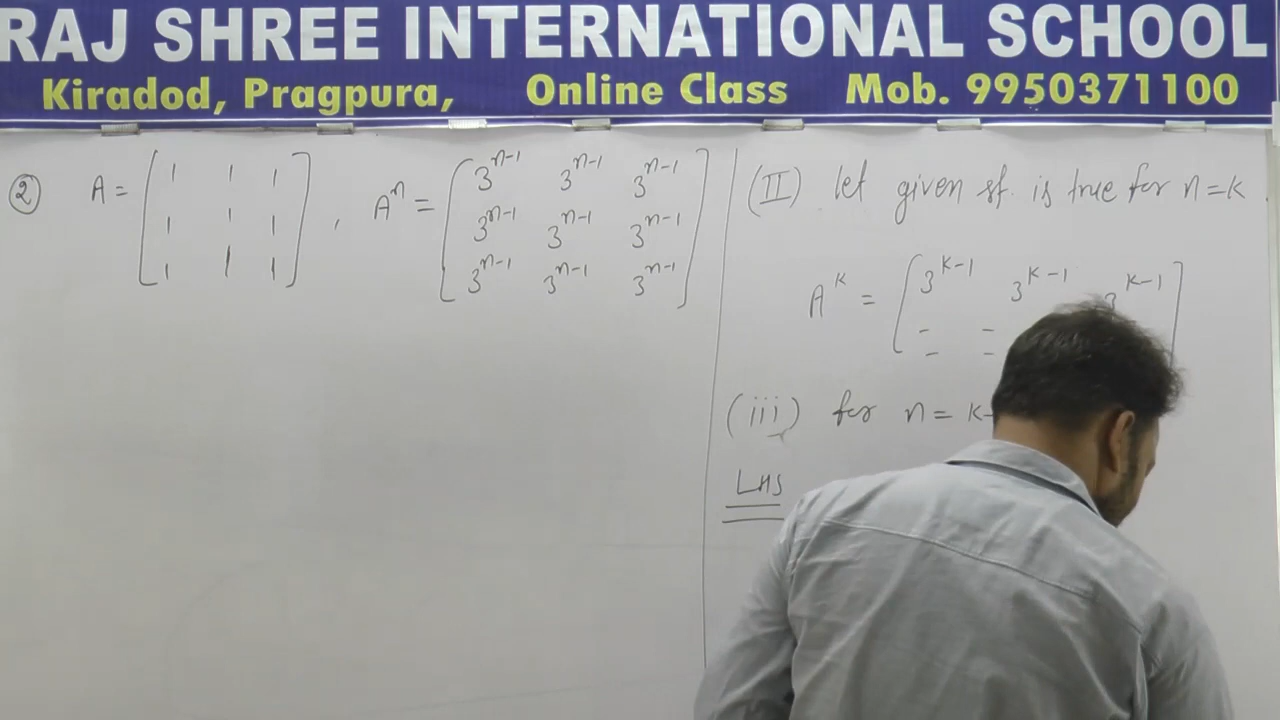 RAJ SHREE INTERNATIONAL SCHOOL
Kiradod, Pragpura, Online Class Mob. 9950371100
② A = [ 1 1 1
1 1 1
1 1 1 ] , Aⁿ = [ 3ⁿ⁻¹ 3ⁿ⁻¹ 3ⁿ⁻¹
3ⁿ⁻¹ 3ⁿ⁻¹ 3ⁿ⁻¹
3ⁿ⁻¹ 3ⁿ⁻¹ 3ⁿ⁻¹ ]
(II) let given st. is true for n=k
Aᵏ = [ 3ᵏ⁻¹ 3ᵏ⁻¹ 3ᵏ⁻¹
- -
- - ]
(iii) for n = k
LHS